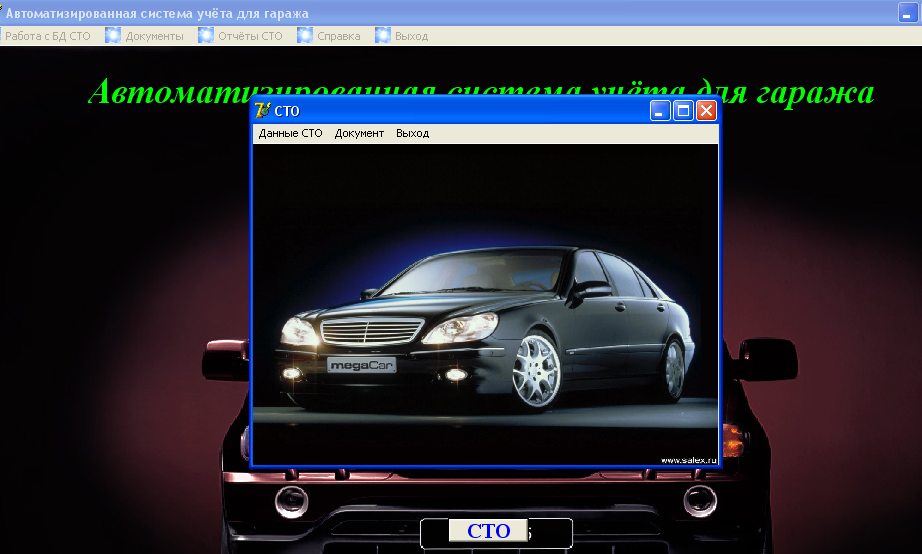 Автоматизированная система учёта для гаража
Работа с БД СТО Документы Отчёты СТО Справка Выход
Автоматизированная система учёта для гаража
СТО
Данные СТО Документ Выход
megaCar
www.salex.ru
СТО